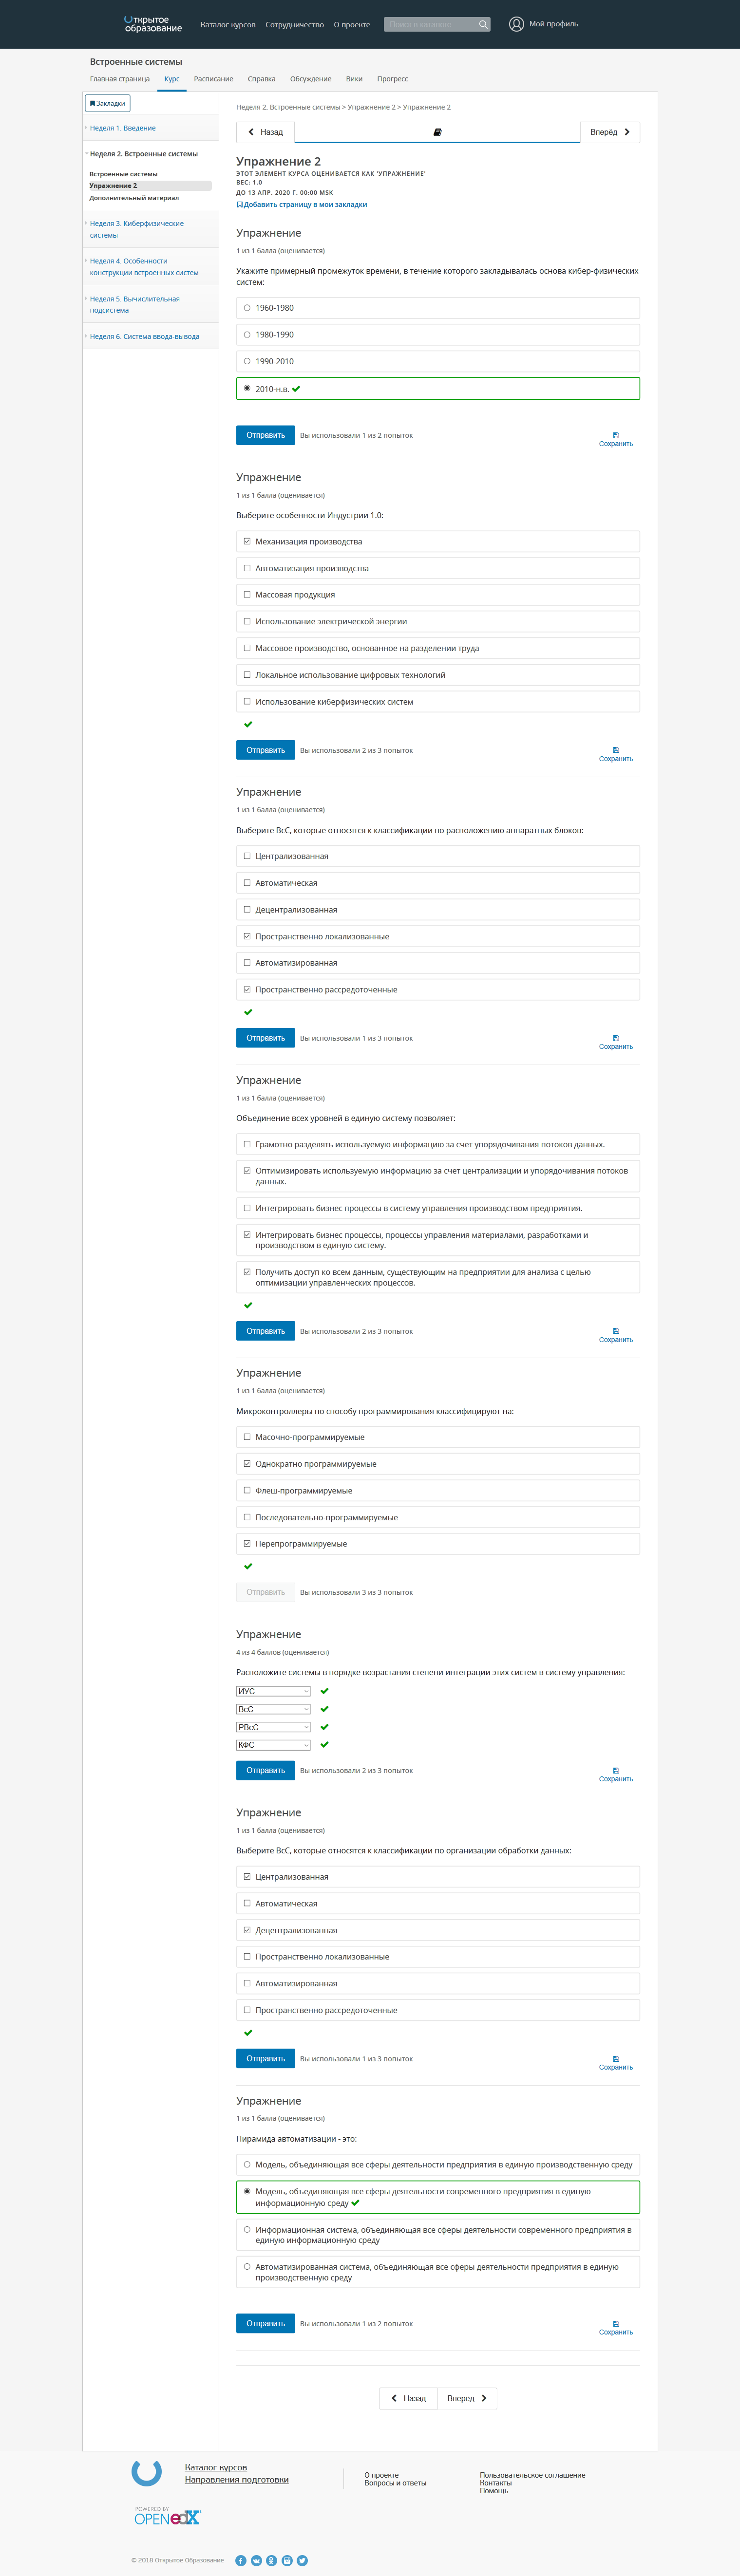 Открытое образование
Каталог курсов
Сотрудничество
О проекте
Поиск в каталоге
Мой профиль
Встроенные системы
Главная страница
Курс
Расписание
Справка
Обсуждение
Вики
Прогресс
Закладки
Неделя 1. Введение
Неделя 2. Встроенные системы
Встроенные системы
Упражнение 2
Дополнительный материал
Неделя 3. Киберфизические
системы
Неделя 4. Особенности
конструкции встроенных систем
Неделя 5. Вычислительная
подсистема
Неделя 6. Система ввода-вывода
Неделя 2. Встроенные системы > Упражнение 2 > Упражнение 2
Назад
Вперёд
Упражнение 2
ЭТОТ ЭЛЕМЕНТ КУРСА ОЦЕНИВАЕТСЯ КАК 'УПРАЖНЕНИЕ'
ВЕС: 1.0
ДО 13 АПР. 2020 Г. 00:00 MSK
Добавить страницу в мои закладки
Упражнение
1 из 1 балла (оценивается)
Укажите примерный промежуток времени, в течение которого закладывалась основа кибер-физических
систем:
1960-1980
1980-1990
1990-2010
2010-н.в.
Отправить
Вы использовали 1 из 2 попыток
Сохранить
Упражнение
1 из 1 балла (оценивается)
Выберите особенности Индустрии 1.0:
Механизация производства
Автоматизация производства
Массовая продукция
Использование электрической энергии
Массовое производство, основанное на разделении труда
Локальное использование цифровых технологий
Использование киберфизических систем
Отправить
Вы использовали 2 из 3 попыток
Сохранить
Упражнение
1 из 1 балла (оценивается)
Выберите ВсС, которые относятся к классификации по расположению аппаратных блоков:
Централизованная
Автоматическая
Децентрализованная
Пространственно локализованные
Автоматизированная
Пространственно рассредоточенные
Отправить
Вы использовали 1 из 3 попыток
Сохранить
Упражнение
1 из 1 балла (оценивается)
Объединение всех уровней в единую систему позволяет:
Грамотно разделять используемую информацию за счет упорядочивания потоков данных.
Оптимизировать используемую информацию за счет централизации и упорядочивания потоков
данных.
Интегрировать бизнес процессы в систему управления производством предприятия.
Интегрировать бизнес процессы, процессы управления материалами, разработками и
производством в единую систему.
Получить доступ ко всем данным, существующим на предприятии для анализа с целью
оптимизации управленческих процессов.
Отправить
Вы использовали 2 из 3 попыток
Сохранить
Упражнение
1 из 1 балла (оценивается)
Микроконтроллеры по способу программирования классифицируют на:
Масочно-программируемые
Однократно программируемые
Флеш-программируемые
Последовательно-программируемые
Перепрограммируемые
Отправить
Вы использовали 3 из 3 попыток
Упражнение
4 из 4 баллов (оценивается)
Расположите системы в порядке возрастания степени интеграции этих систем в систему управления:
ИУС
ВсС
РВсС
КФС
Отправить
Вы использовали 2 из 3 попыток
Сохранить
Упражнение
1 из 1 балла (оценивается)
Выберите ВсС, которые относятся к классификации по организации обработки данных:
Централизованная
Автоматическая
Децентрализованная
Пространственно локализованные
Автоматизированная
Пространственно рассредоточенные
Отправить
Вы использовали 1 из 3 попыток
Сохранить
Упражнение
1 из 1 балла (оценивается)
Пирамида автоматизации - это:
Модель, объединяющая все сферы деятельности предприятия в единую производственную среду
Модель, объединяющая все сферы деятельности современного предприятия в единую
информационную среду
Информационная система, объединяющая все сферы деятельности современного предприятия в
единую информационную среду
Автоматизированная система, объединяющая все сферы деятельности предприятия в единую
производственную среду
Отправить
Вы использовали 1 из 2 попыток
Сохранить
Назад
Вперёд
Каталог курсов
Направления подготовки
О проекте
Вопросы и ответы
Пользовательское соглашение
Контакты
Помощь
POWERED BY
OPEN edX
© 2018 Открытое Образование